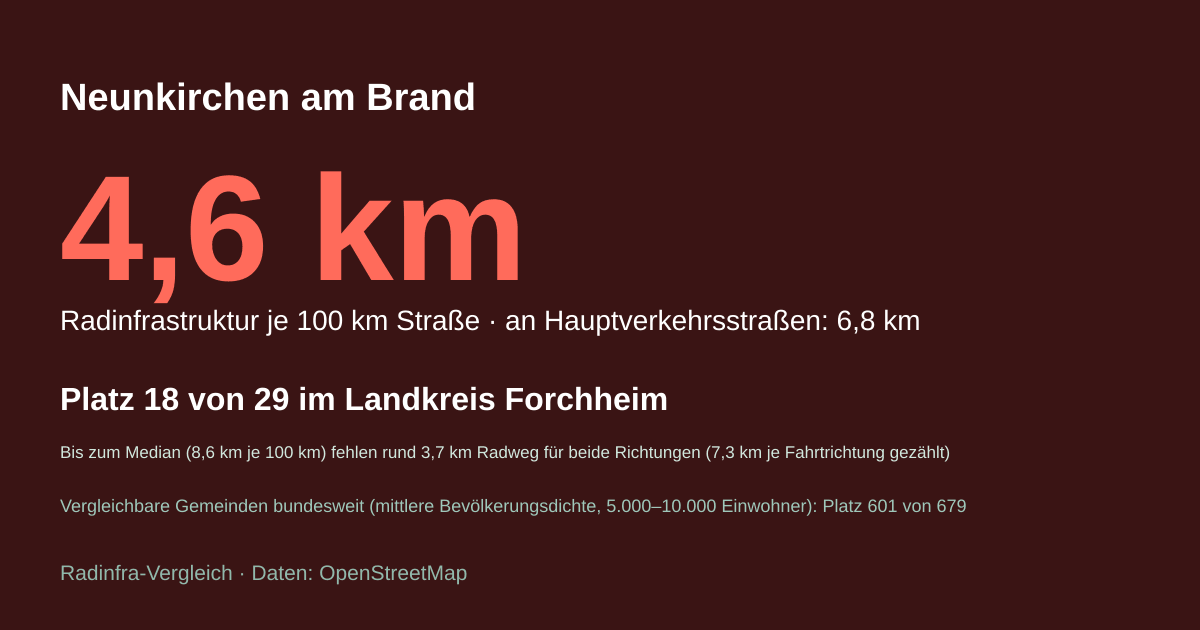 Neunkirchen am Brand
4,6 km
Radinfrastruktur je 100 km Straße · an Hauptverkehrsstraßen: 6,8 km
Platz 18 von 29 im Landkreis Forchheim
Bis zum Median (8,6 km je 100 km) fehlen rund 3,7 km Radweg für beide Richtungen (7,3 km je Fahrtrichtung gezählt)
Vergleichbare Gemeinden bundesweit (mittlere Bevölkerungsdichte, 5.000–10.000 Einwohner): Platz 601 von 679
Radinfra-Vergleich · Daten: OpenStreetMap